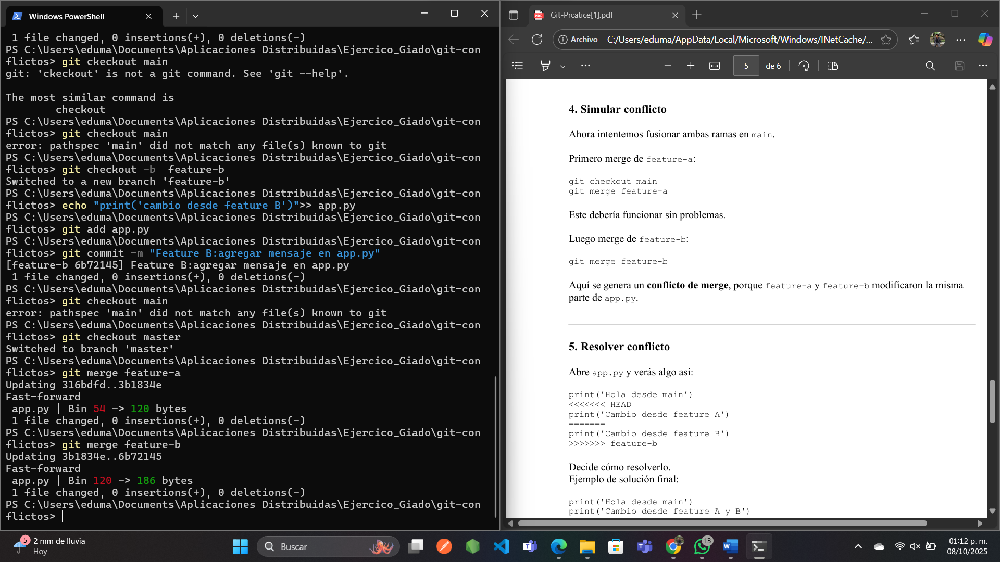 Windows PowerShell
1 file changed, 0 insertions(+), 0 deletions(-)
PS C:\Users\eduma\Documents\Aplicaciones Distribuidas\Ejercico_Giado\git-con
flictos> git ckeckout main
git: 'ckeckout' is not a git command. See 'git --help'.
The most similar command is
checkout
PS C:\Users\eduma\Documents\Aplicaciones Distribuidas\Ejercico_Giado\git-con
flictos> git checkout main
error: pathspec 'main' did not match any file(s) known to git
PS C:\Users\eduma\Documents\Aplicaciones Distribuidas\Ejercico_Giado\git-con
flictos> git checkout -b  feature-b
Switched to a new branch 'feature-b'
PS C:\Users\eduma\Documents\Aplicaciones Distribuidas\Ejercico_Giado\git-con
flictos> echo "print('cambio desde feature B')">> app.py
PS C:\Users\eduma\Documents\Aplicaciones Distribuidas\Ejercico_Giado\git-con
flictos> git add app.py
PS C:\Users\eduma\Documents\Aplicaciones Distribuidas\Ejercico_Giado\git-con
flictos> git commit -m "Feature B:agregar mensaje en app.py"
[feature-b 6b72145] Feature B:agregar mensaje en app.py
1 file changed, 0 insertions(+), 0 deletions(-)
PS C:\Users\eduma\Documents\Aplicaciones Distribuidas\Ejercico_Giado\git-con
flictos> git checkout main
error: pathspec 'main' did not match any file(s) known to git
PS C:\Users\eduma\Documents\Aplicaciones Distribuidas\Ejercico_Giado\git-con
flictos> git checkout master
Switched to branch 'master'
PS C:\Users\eduma\Documents\Aplicaciones Distribuidas\Ejercico_Giado\git-con
flictos> git merge feature-a
Updating 316bdfd..3b1834e
Fast-forward
app.py | Bin 54 -> 120 bytes
1 file changed, 0 insertions(+), 0 deletions(-)
PS C:\Users\eduma\Documents\Aplicaciones Distribuidas\Ejercico_Giado\git-con
flictos> git merge feature-b
Updating 3b1834e..6b72145
Fast-forward
app.py | Bin 120 -> 186 bytes
1 file changed, 0 insertions(+), 0 deletions(-)
PS C:\Users\eduma\Documents\Aplicaciones Distribuidas\Ejercico_Giado\git-con
flictos>
Git-Prcatice[1].pdf
Archivo C:/Users/eduma/AppData/Local/Microsoft/Windows/INetCache/...
5 de 6
4. Simular conflicto
Ahora intentemos fusionar ambas ramas en main.
Primero merge de feature-a:
git checkout main
git merge feature-a
Este debería funcionar sin problemas.
Luego merge de feature-b:
git merge feature-b
Aquí se genera un conflicto de merge, porque feature-a y feature-b modificaron la misma
parte de app.py.
5. Resolver conflicto
Abre app.py y verás algo así:
print('Hola desde main')
<<<<<<< HEAD
print('Cambio desde feature A')
=======
print('Cambio desde feature B')
>>>>>>> feature-b
Decide cómo resolverlo.
Ejemplo de solución final:
print('Hola desde main')
print('Cambio desde feature A y B')
5
2 mm de lluvia
Hoy
Buscar
13
01:12 p. m.
08/10/2025